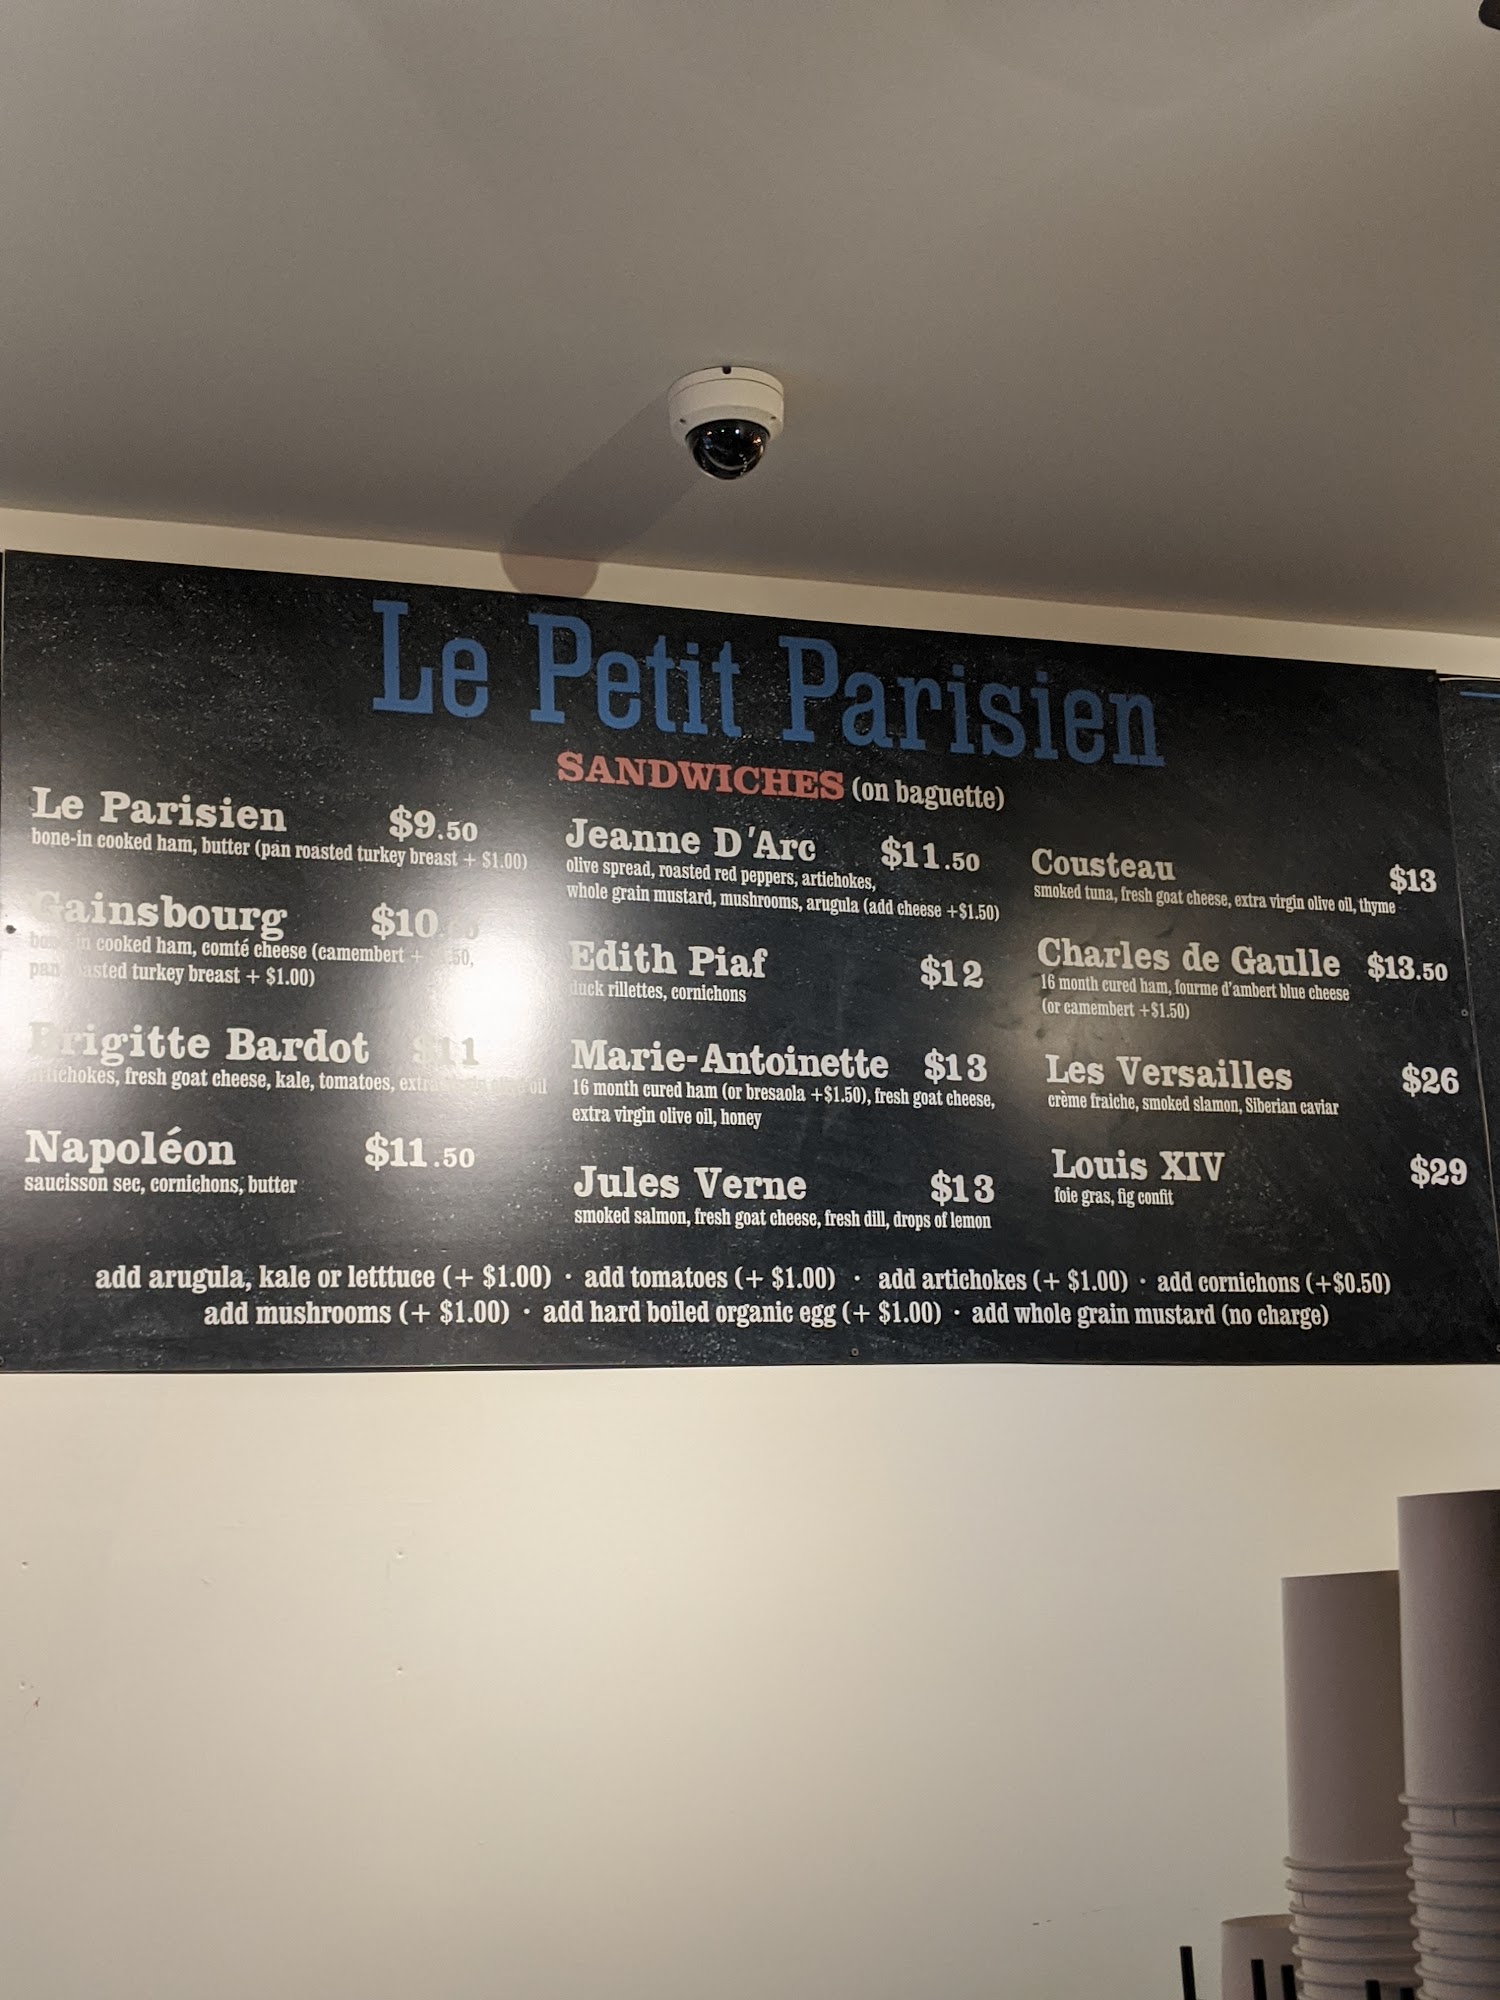 Le Petit Parisien
SANDWICHES (on baguette)
Le Parisien $9.50
bone-in cooked ham, butter (pan roasted turkey breast + $1.00)
Gainsbourg $10
in cooked ham, comté cheese (camembert +
roasted turkey breast + $1.00)
Brigitte Bardot $11
artichokes, fresh goat cheese, kale, tomatoes, extra oil
Napoléon $11.50
saucisson sec, cornichons, butter
Jeanne D'Arc $11.50
olive spread, roasted red peppers, artichokes,
whole grain mustard, mushrooms, arugula (add cheese +$1.50)
Edith Piaf $12
duck rillettes, cornichons
Marie-Antoinette $13
16 month cured ham (or bresaola +$1.50), fresh goat cheese,
extra virgin olive oil, honey
Jules Verne $13
smoked salmon, fresh goat cheese, fresh dill, drops of lemon
Cousteau $13
smoked tuna, fresh goat cheese, extra virgin olive oil, thyme
Charles de Gaulle $13.50
16 month cured ham, fourme d'ambert blue cheese
(or camembert +$1.50)
Les Versailles $26
crème fraiche, smoked slamon, Siberian caviar
Louis XIV $29
foie gras, fig confit
add arugula, kale or letttuce (+ $1.00) · add tomatoes (+ $1.00) · add artichokes (+ $1.00) · add cornichons (+$0.50)
add mushrooms (+ $1.00) · add hard boiled organic egg (+ $1.00) · add whole grain mustard (no charge)